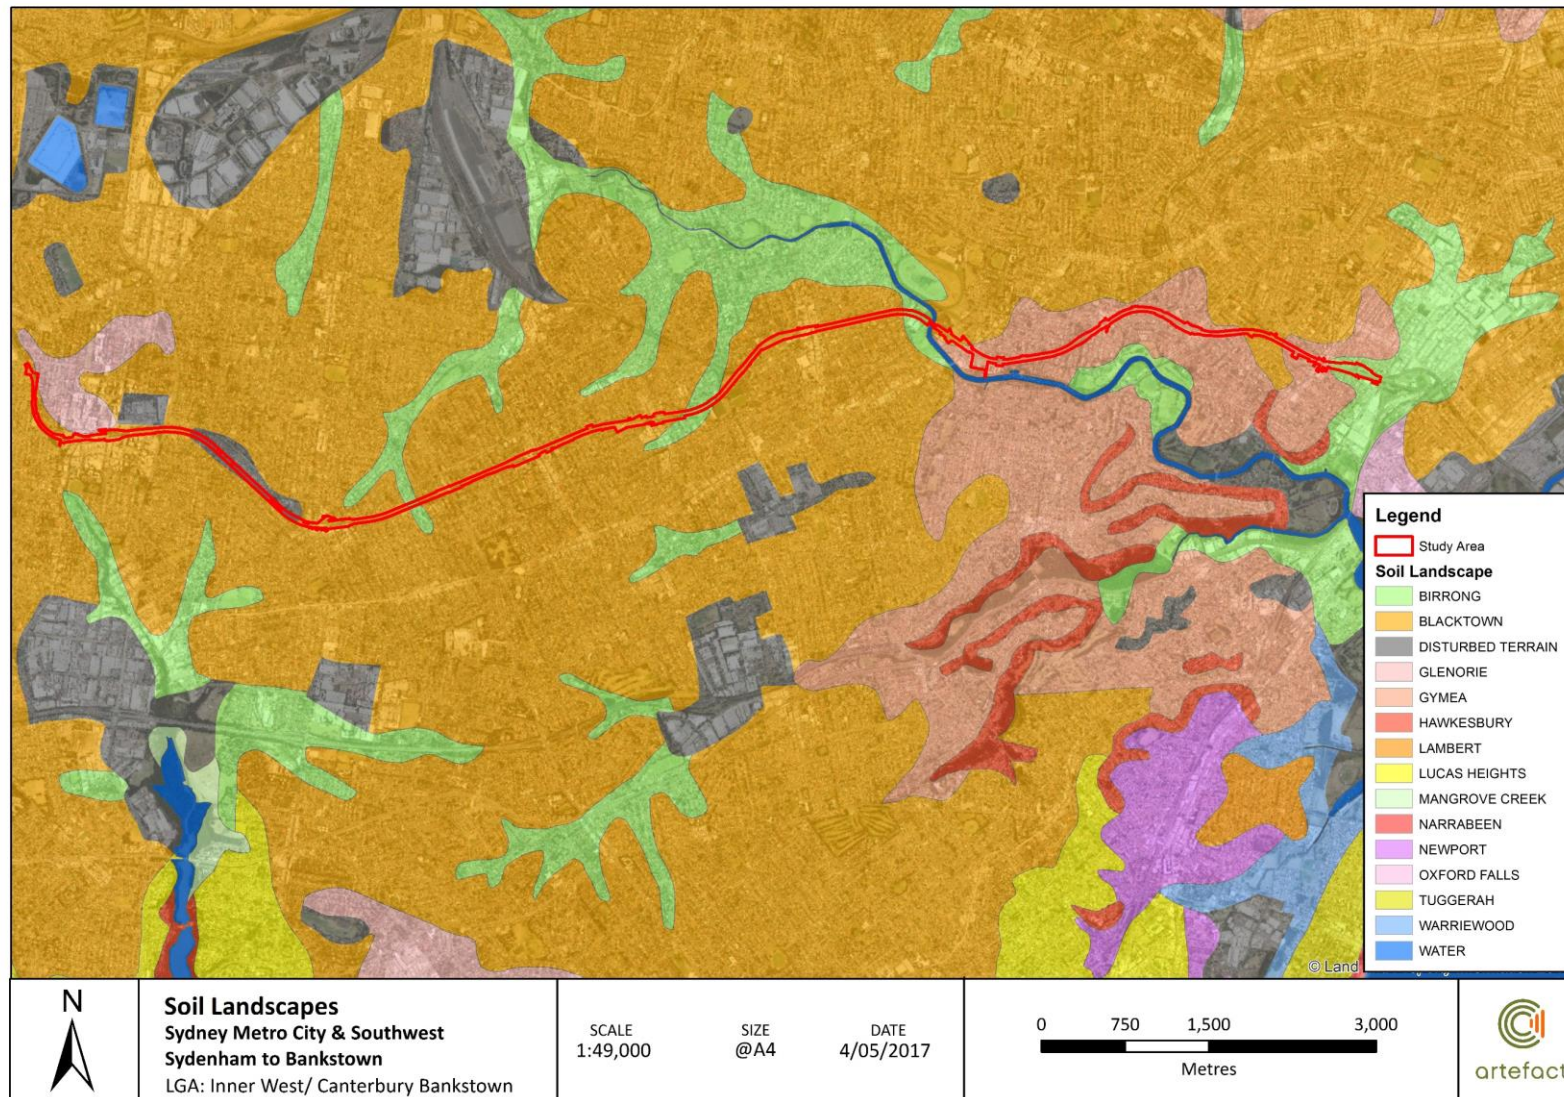 Legend
Study Area
Soil Landscape
BIRRONG
BLACKTOWN
DISTURBED TERRAIN
GLENORIE
GYMEA
HAWKESBURY
LAMBERT
LUCAS HEIGHTS
MANGROVE CREEK
NARRABEEN
NEWPORT
OXFORD FALLS
TUGGERAH
WARRIEWOOD
WATER
© Land
N
Soil Landscapes
Sydney Metro City & Southwest
Sydenham to Bankstown
LGA: Inner West/ Canterbury Bankstown
SCALE
1:49,000
SIZE
@A4
DATE
4/05/2017
0 750 1,500 3,000
Metres
artefact